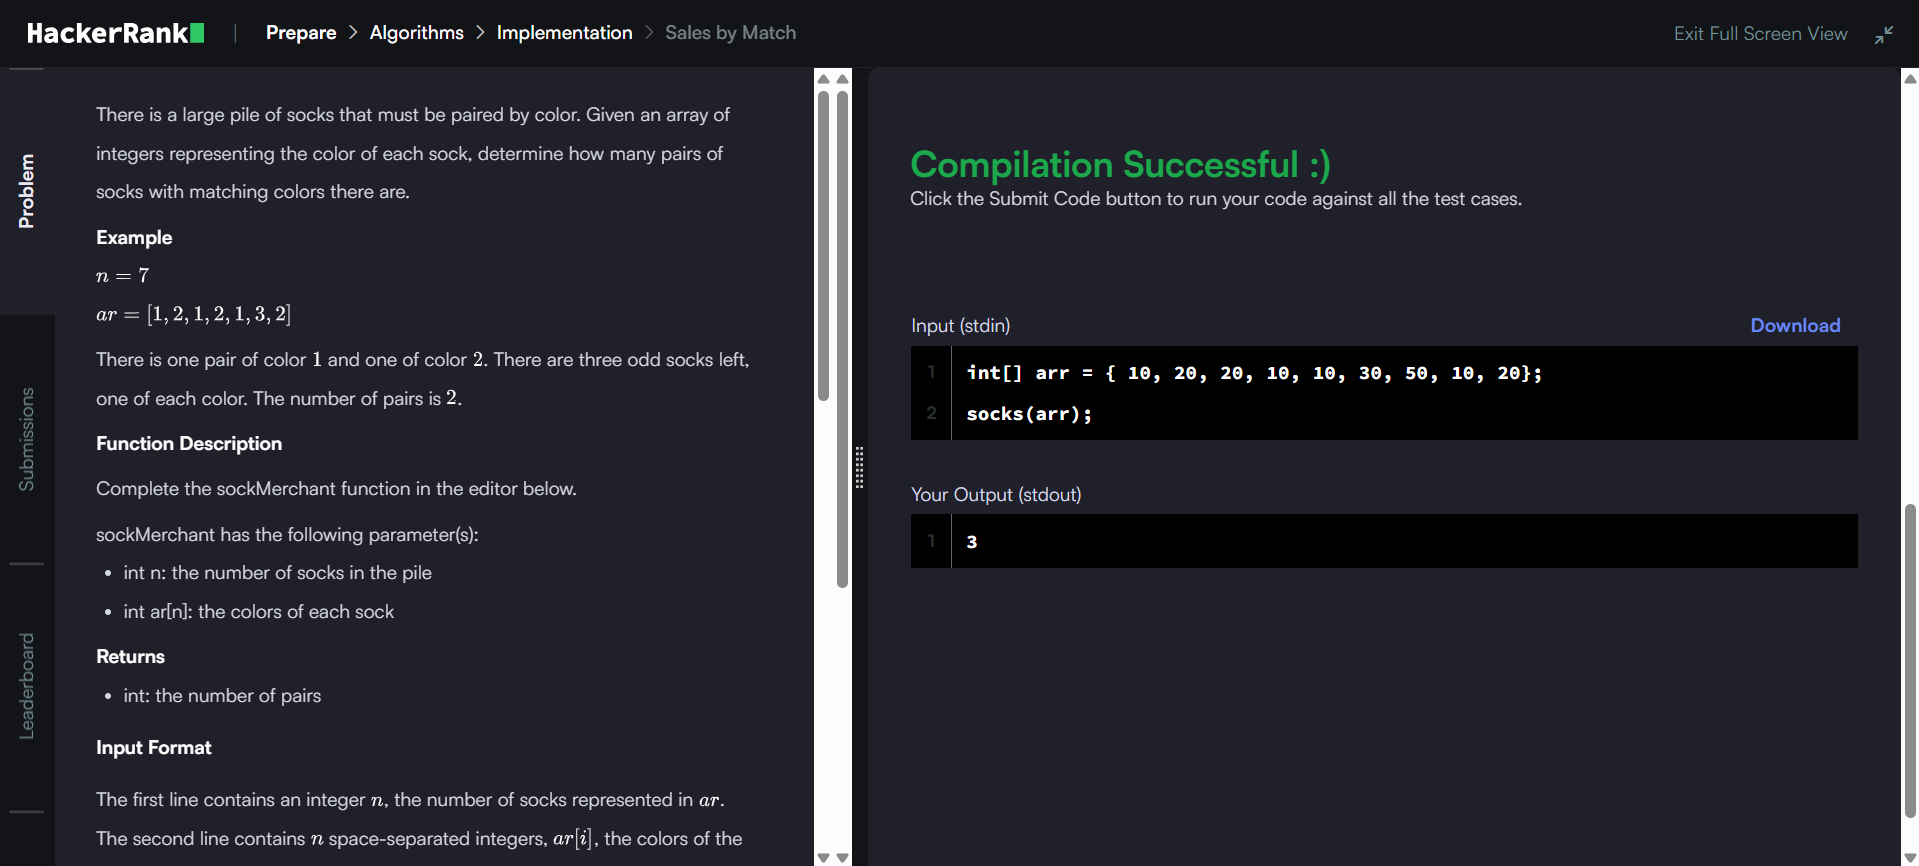 HackerRank
Prepare > Algorithms > Implementation > Sales by Match
Exit Full Screen View
Problem
Submissions
Leaderboard
There is a large pile of socks that must be paired by color. Given an array of
integers representing the color of each sock, determine how many pairs of
socks with matching colors there are.
Example
n = 7
ar = [1, 2, 1, 2, 1, 3, 2]
There is one pair of color 1 and one of color 2. There are three odd socks left,
one of each color. The number of pairs is 2.
Function Description
Complete the sockMerchant function in the editor below.
sockMerchant has the following parameter(s):
• int n: the number of socks in the pile
• int ar[n]: the colors of each sock
Returns
• int: the number of pairs
Input Format
The first line contains an integer n, the number of socks represented in ar.
The second line contains n space-separated integers, ar[i], the colors of the
Compilation Successful :)
Click the Submit Code button to run your code against all the test cases.
Input (stdin)
Download
1 int[] arr = { 10, 20, 20, 10, 10, 30, 50, 10, 20};
2 socks(arr);
Your Output (stdout)
1 3